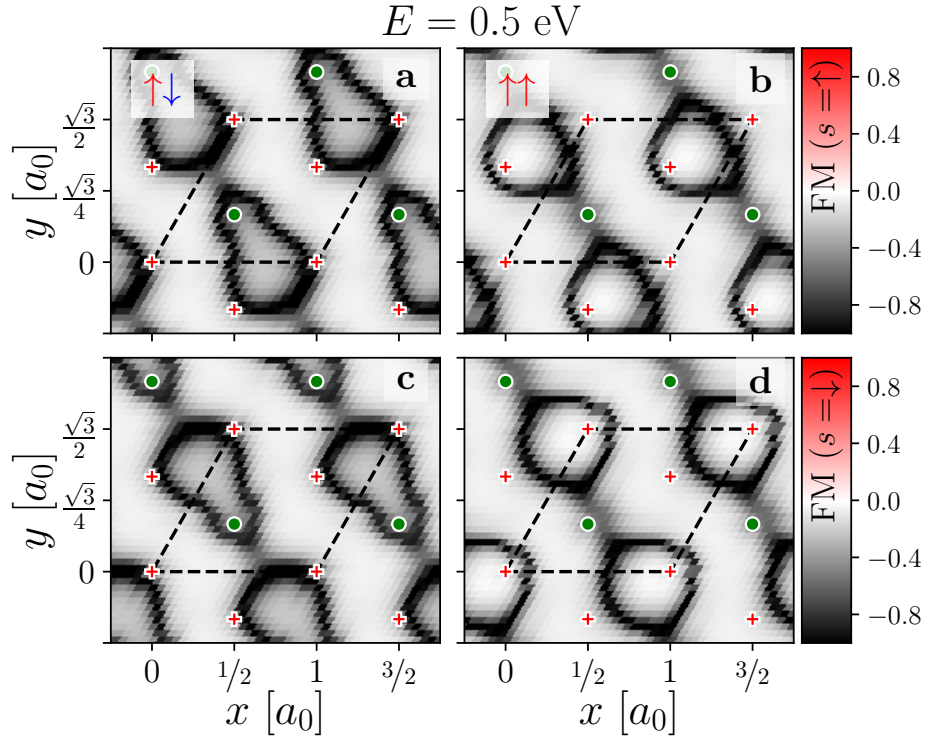 E = 0.5 eV
↑↓ a
↑↑ b
c
d
y [a₀]
√3/2
√3/4
0
y [a₀]
√3/2
√3/4
0
0 1/2 1 3/2
x [a₀]
0 1/2 1 3/2
x [a₀]
0.8
0.4
0.0
−0.4
−0.8
FM (s =↑)
0.8
0.4
0.0
−0.4
−0.8
FM (s =↓)